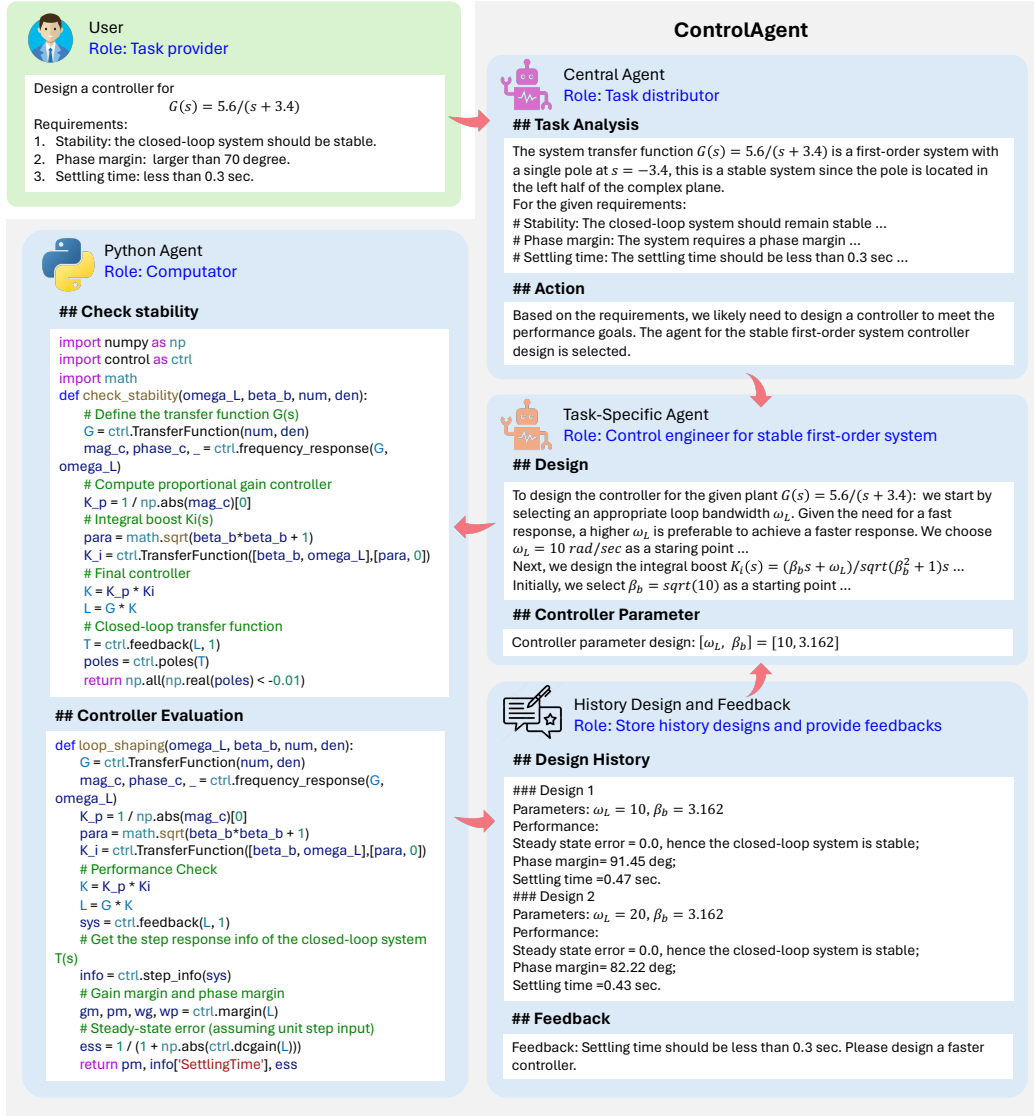 User
Role: Task provider
Design a controller for
G(s) = 5.6/(s + 3.4)
Requirements:
1. Stability: the closed-loop system should be stable.
2. Phase margin: larger than 70 degree.
3. Settling time: less than 0.3 sec.
ControlAgent
Central Agent
Role: Task distributor
## Task Analysis
The system transfer function G(s) = 5.6/(s + 3.4) is a first-order system with
a single pole at s = −3.4, this is a stable system since the pole is located in
the left half of the complex plane.
For the given requirements:
# Stability: The closed-loop system should remain stable ...
# Phase margin: The system requires a phase margin ...
# Settling time: The settling time should be less than 0.3 sec ...
## Action
Based on the requirements, we likely need to design a controller to meet the
performance goals. The agent for the stable first-order system controller
design is selected.
Task-Specific Agent
Role: Control engineer for stable first-order system
## Design
To design the controller for the given plant G(s) = 5.6/(s + 3.4): we start by
selecting an appropriate loop bandwidth ω_L. Given the need for a fast
response, a higher ω_L is preferable to achieve a faster response. We choose
ω_L = 10 rad/sec as a staring point ...
Next, we design the integral boost K_i(s) = (β_b s + ω_L)/sqrt(β_b^2 + 1)s ...
Initially, we select β_b = sqrt(10) as a starting point ...
## Controller Parameter
Controller parameter design: [ω_L, β_b] = [10, 3.162]
Python Agent
Role: Computator
## Check stability
import numpy as np
import control as ctrl
import math
def check_stability(omega_L, beta_b, num, den):
# Define the transfer function G(s)
G = ctrl.TransferFunction(num, den)
mag_c, phase_c, _ = ctrl.frequency_response(G,
omega_L)
# Compute proportional gain controller
K_p = 1 / np.abs(mag_c)[0]
# Integral boost Ki(s)
para = math.sqrt(beta_b*beta_b + 1)
K_i = ctrl.TransferFunction([beta_b, omega_L],[para, 0])
# Final controller
K = K_p * Ki
L = G * K
# Closed-loop transfer function
T = ctrl.feedback(L, 1)
poles = ctrl.poles(T)
return np.all(np.real(poles) < -0.01)
## Controller Evaluation
def loop_shaping(omega_L, beta_b, num, den):
G = ctrl.TransferFunction(num, den)
mag_c, phase_c, _ = ctrl.frequency_response(G,
omega_L)
K_p = 1 / np.abs(mag_c)[0]
para = math.sqrt(beta_b*beta_b + 1)
K_i = ctrl.TransferFunction([beta_b, omega_L],[para, 0])
# Performance Check
K = K_p * Ki
L = G * K
sys = ctrl.feedback(L, 1)
# Get the step response info of the closed-loop system
T(s)
info = ctrl.step_info(sys)
# Gain margin and phase margin
gm, pm, wg, wp = ctrl.margin(L)
# Steady-state error (assuming unit step input)
ess = 1 / (1 + np.abs(ctrl.dcgain(L)))
return pm, info['SettlingTime'], ess
History Design and Feedback
Role: Store history designs and provide feedbacks
## Design History
### Design 1
Parameters: ω_L = 10, β_b = 3.162
Performance:
Steady state error = 0.0, hence the closed-loop system is stable;
Phase margin= 91.45 deg;
Settling time =0.47 sec.
### Design 2
Parameters: ω_L = 20, β_b = 3.162
Performance:
Steady state error = 0.0, hence the closed-loop system is stable;
Phase margin= 82.22 deg;
Settling time =0.43 sec.
## Feedback
Feedback: Settling time should be less than 0.3 sec. Please design a faster
controller.